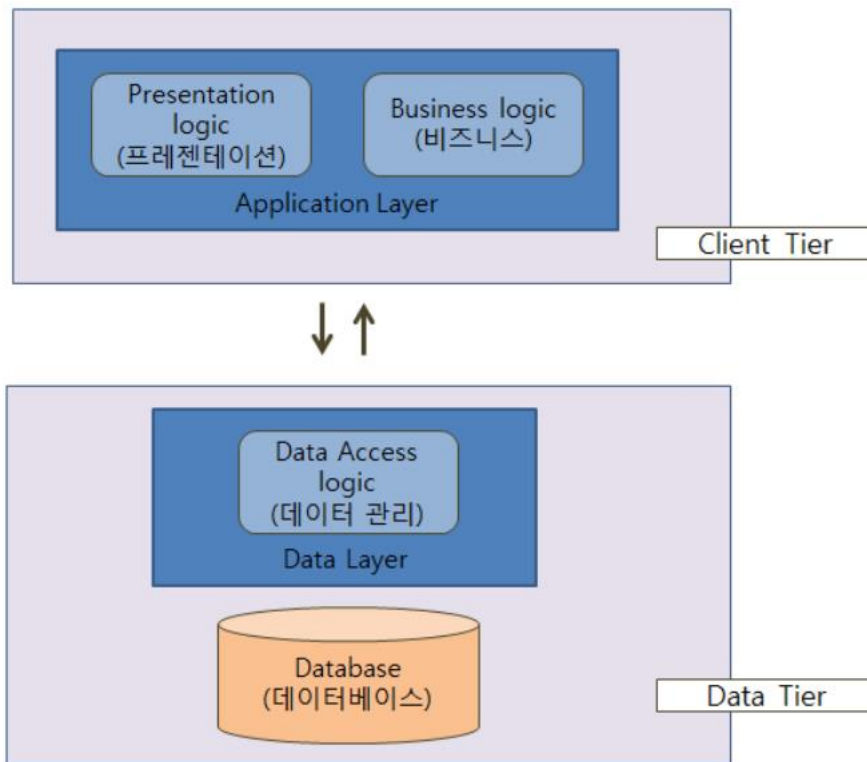 Presentation
logic
(프레젠테이션)
Business logic
(비즈니스)
Application Layer
Client Tier
Data Access
logic
(데이터 관리)
Data Layer
Database
(데이터베이스)
Data Tier